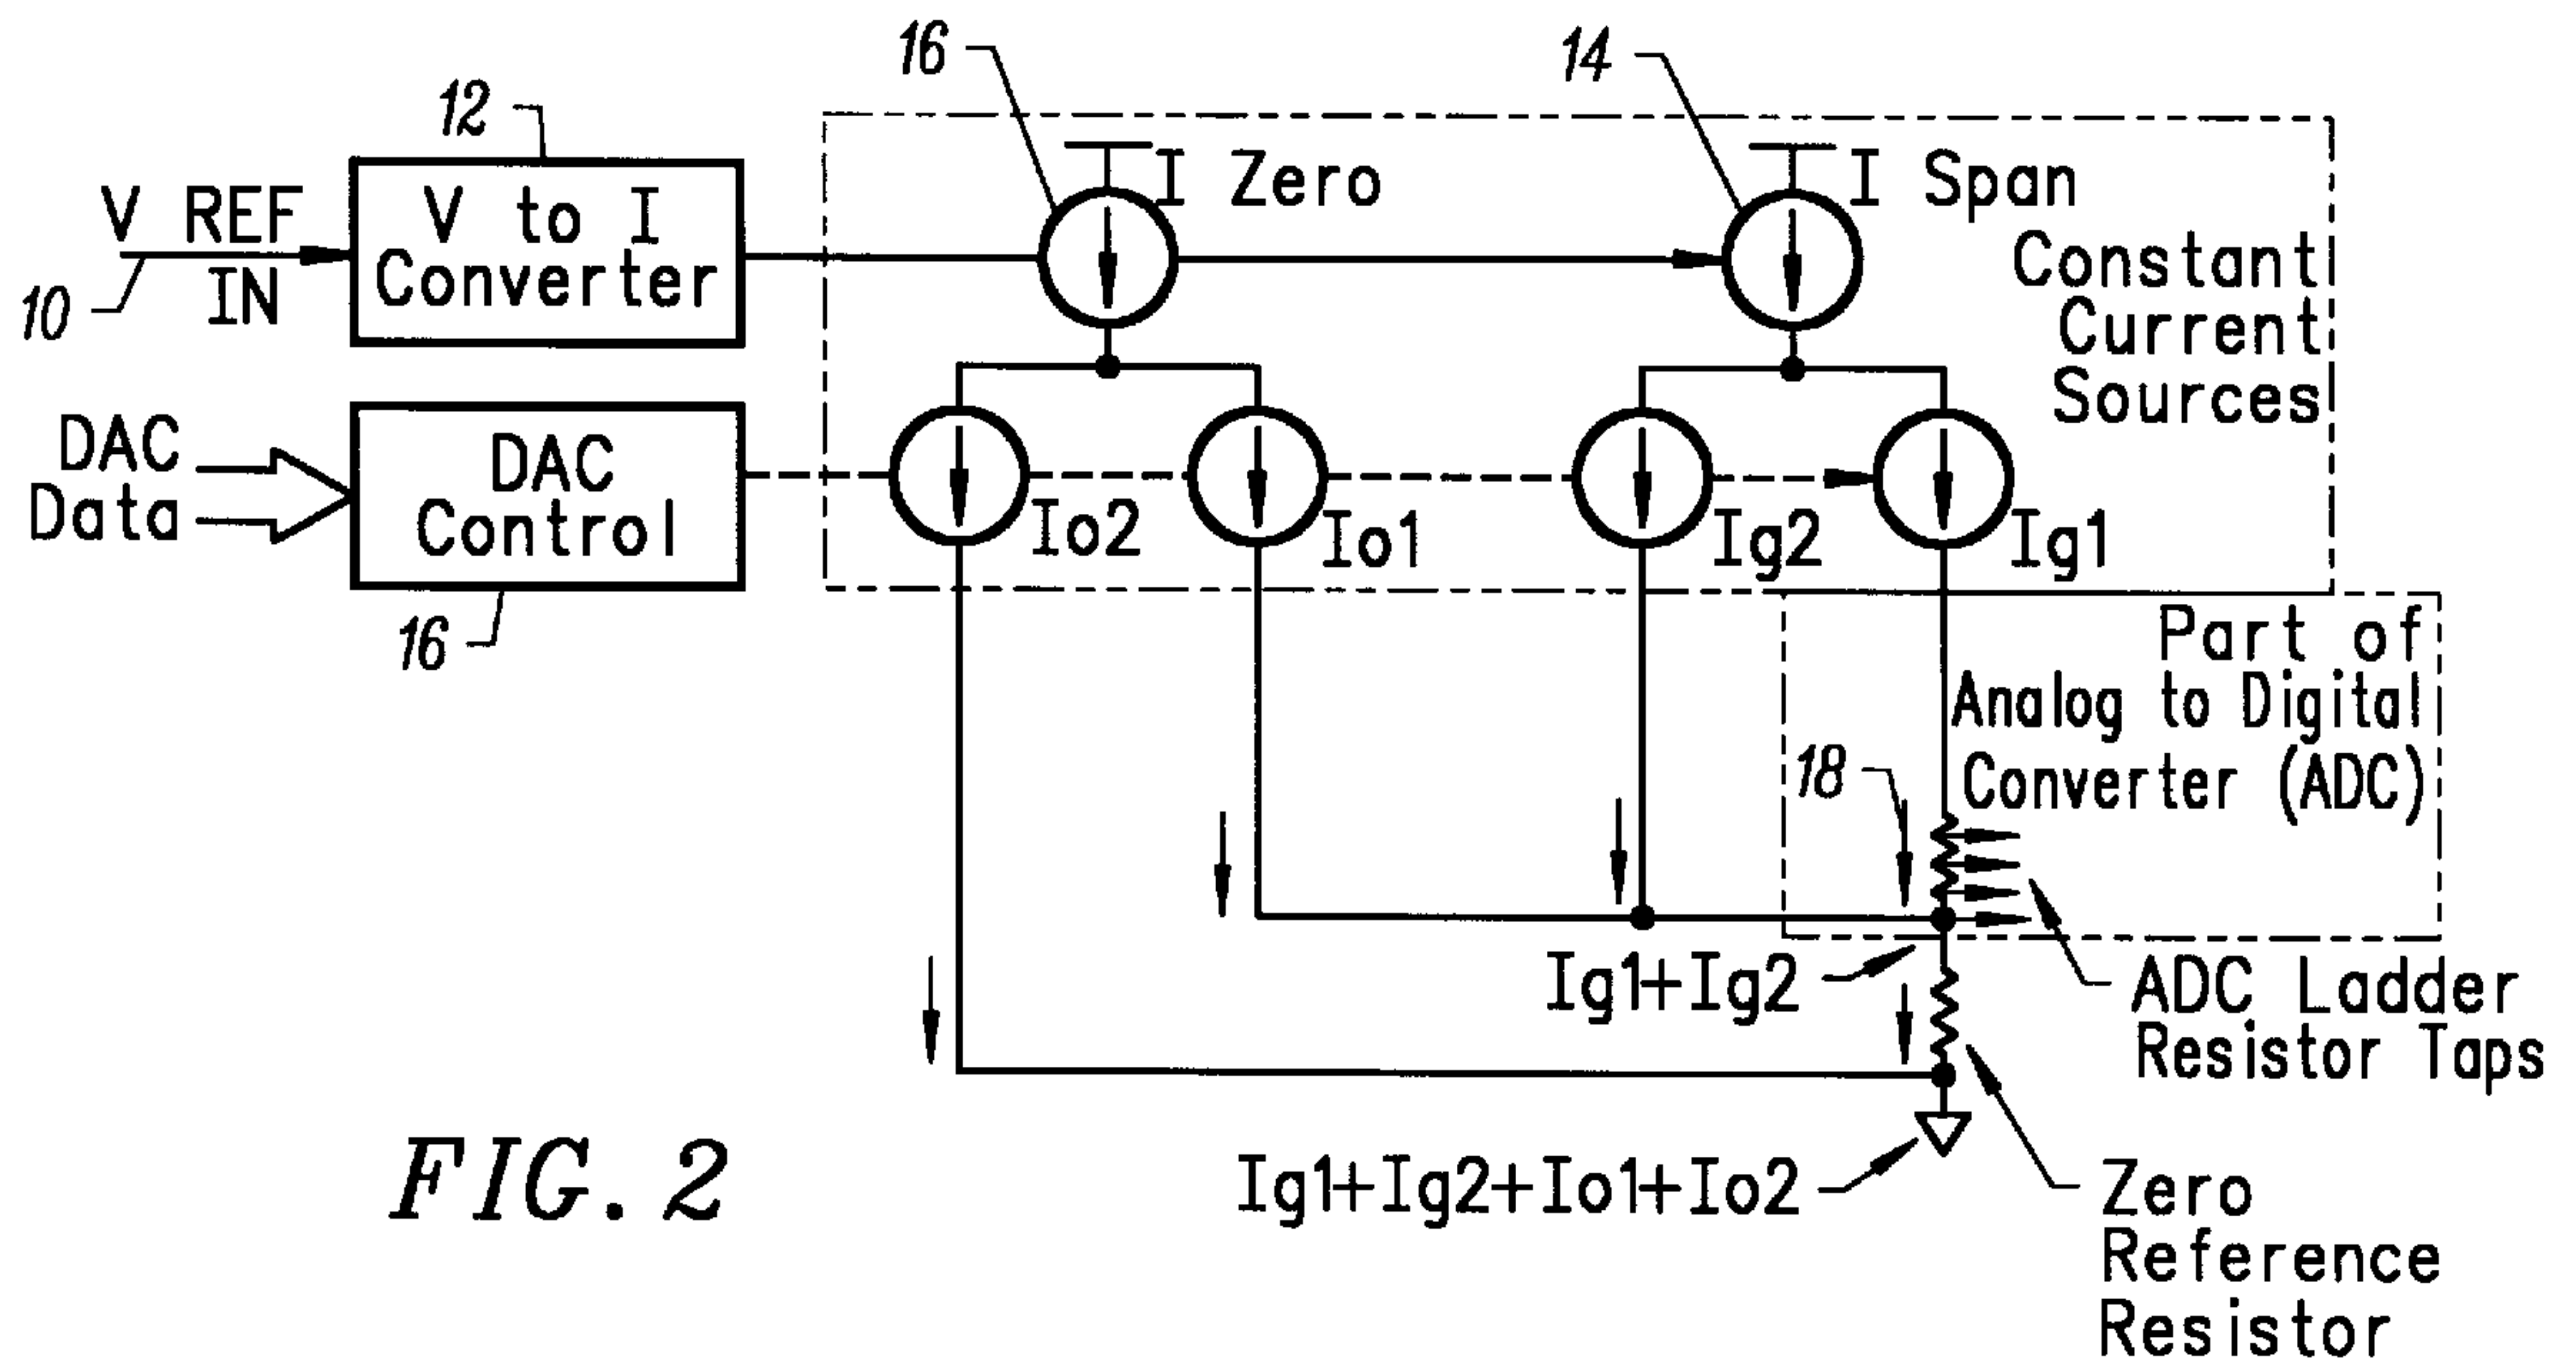 16
14
12
V REF
IN
10
V to I
Converter
I Zero
I Span
Constant
Current
Sources
DAC
Data
DAC
Control
16
Io2
Io1
Ig2
Ig1
Part of
Analog to Digital
Converter (ADC)
18
Ig1+Ig2
ADC Ladder
Resistor Taps
Ig1+Ig2+Io1+Io2
Zero
Reference
Resistor
FIG. 2